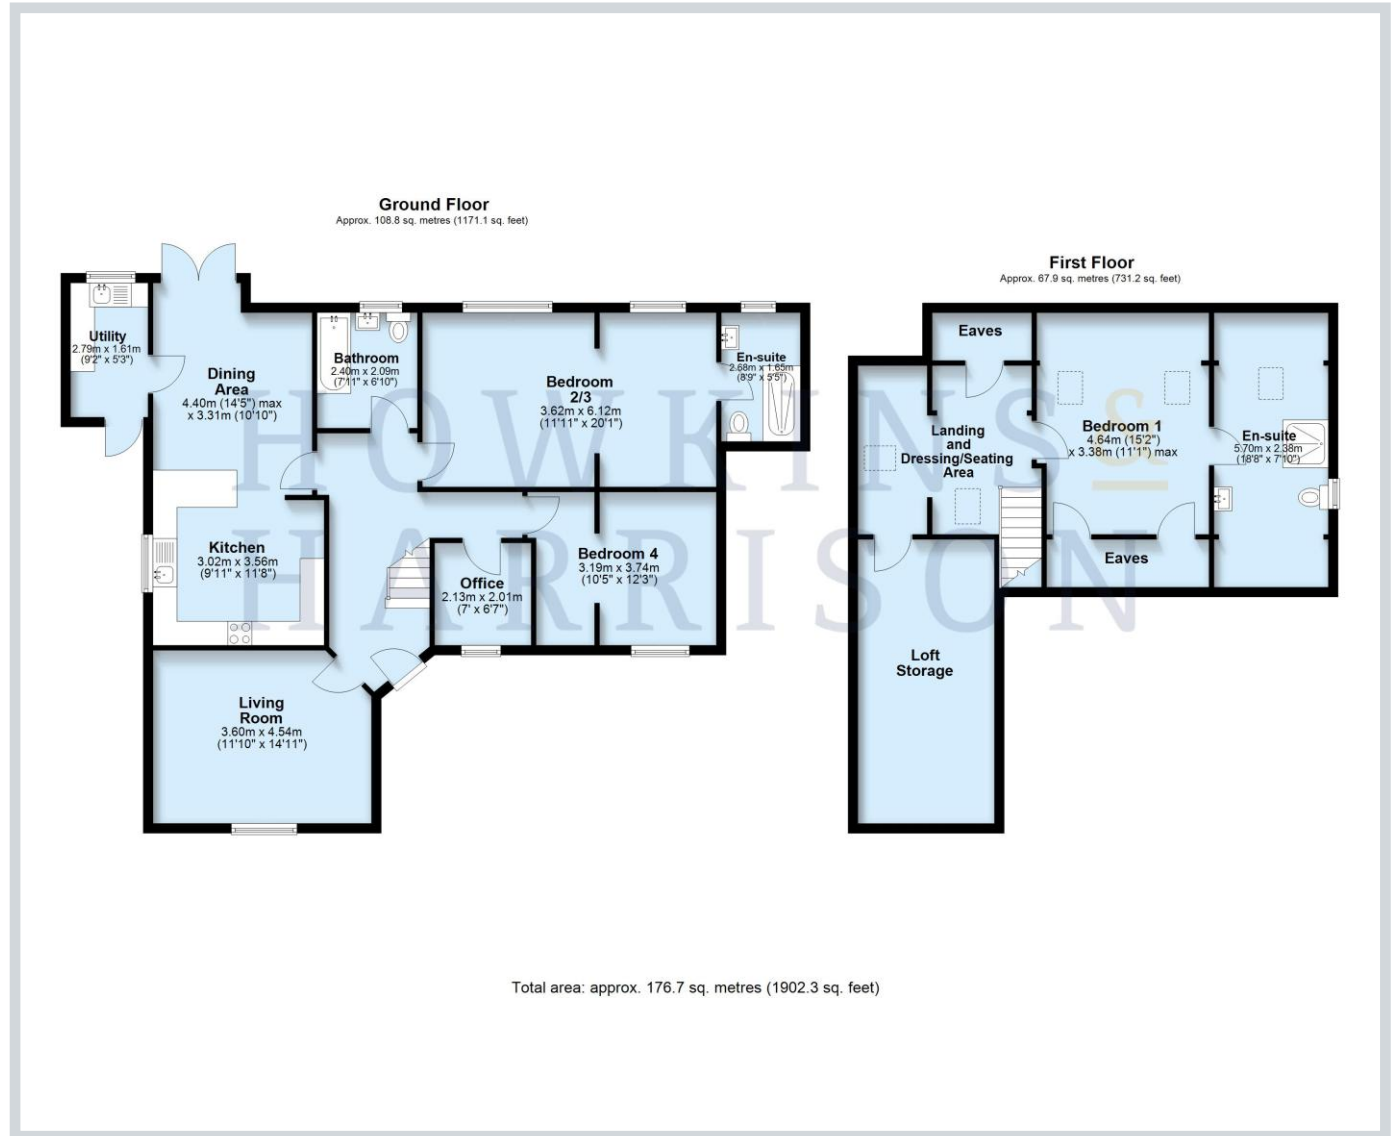 Ground Floor
Approx. 108.8 sq. metres (1171.1 sq. feet)
First Floor
Approx. 67.9 sq. metres (731.2 sq. feet)
Utility
2.79m x 1.61m
(9'2" x 5'3")
Dining
Area
4.40m (14'5") max
x 3.31m (10'10")
Bathroom
2.40m x 2.09m
(7'11" x 6'10")
Bedroom
2/3
3.62m x 6.12m
(11'11" x 20'1")
En-suite
2.68m x 1.65m
(8'9" x 5'5")
Kitchen
3.02m x 3.56m
(9'11" x 11'8")
Office
2.13m x 2.01m
(7' x 6'7")
Bedroom 4
3.19m x 3.74m
(10'5" x 12'3")
Living
Room
3.60m x 4.54m
(11'10" x 14'11")
Eaves
Landing
and
Dressing/Seating
Area
Bedroom 1
4.64m (15'2")
x 3.38m (11'1") max
En-suite
5.70m x 2.38m
(18'8" x 7'10")
Eaves
Loft
Storage
HOWKINS &
HARRISON
Total area: approx. 176.7 sq. metres (1902.3 sq. feet)